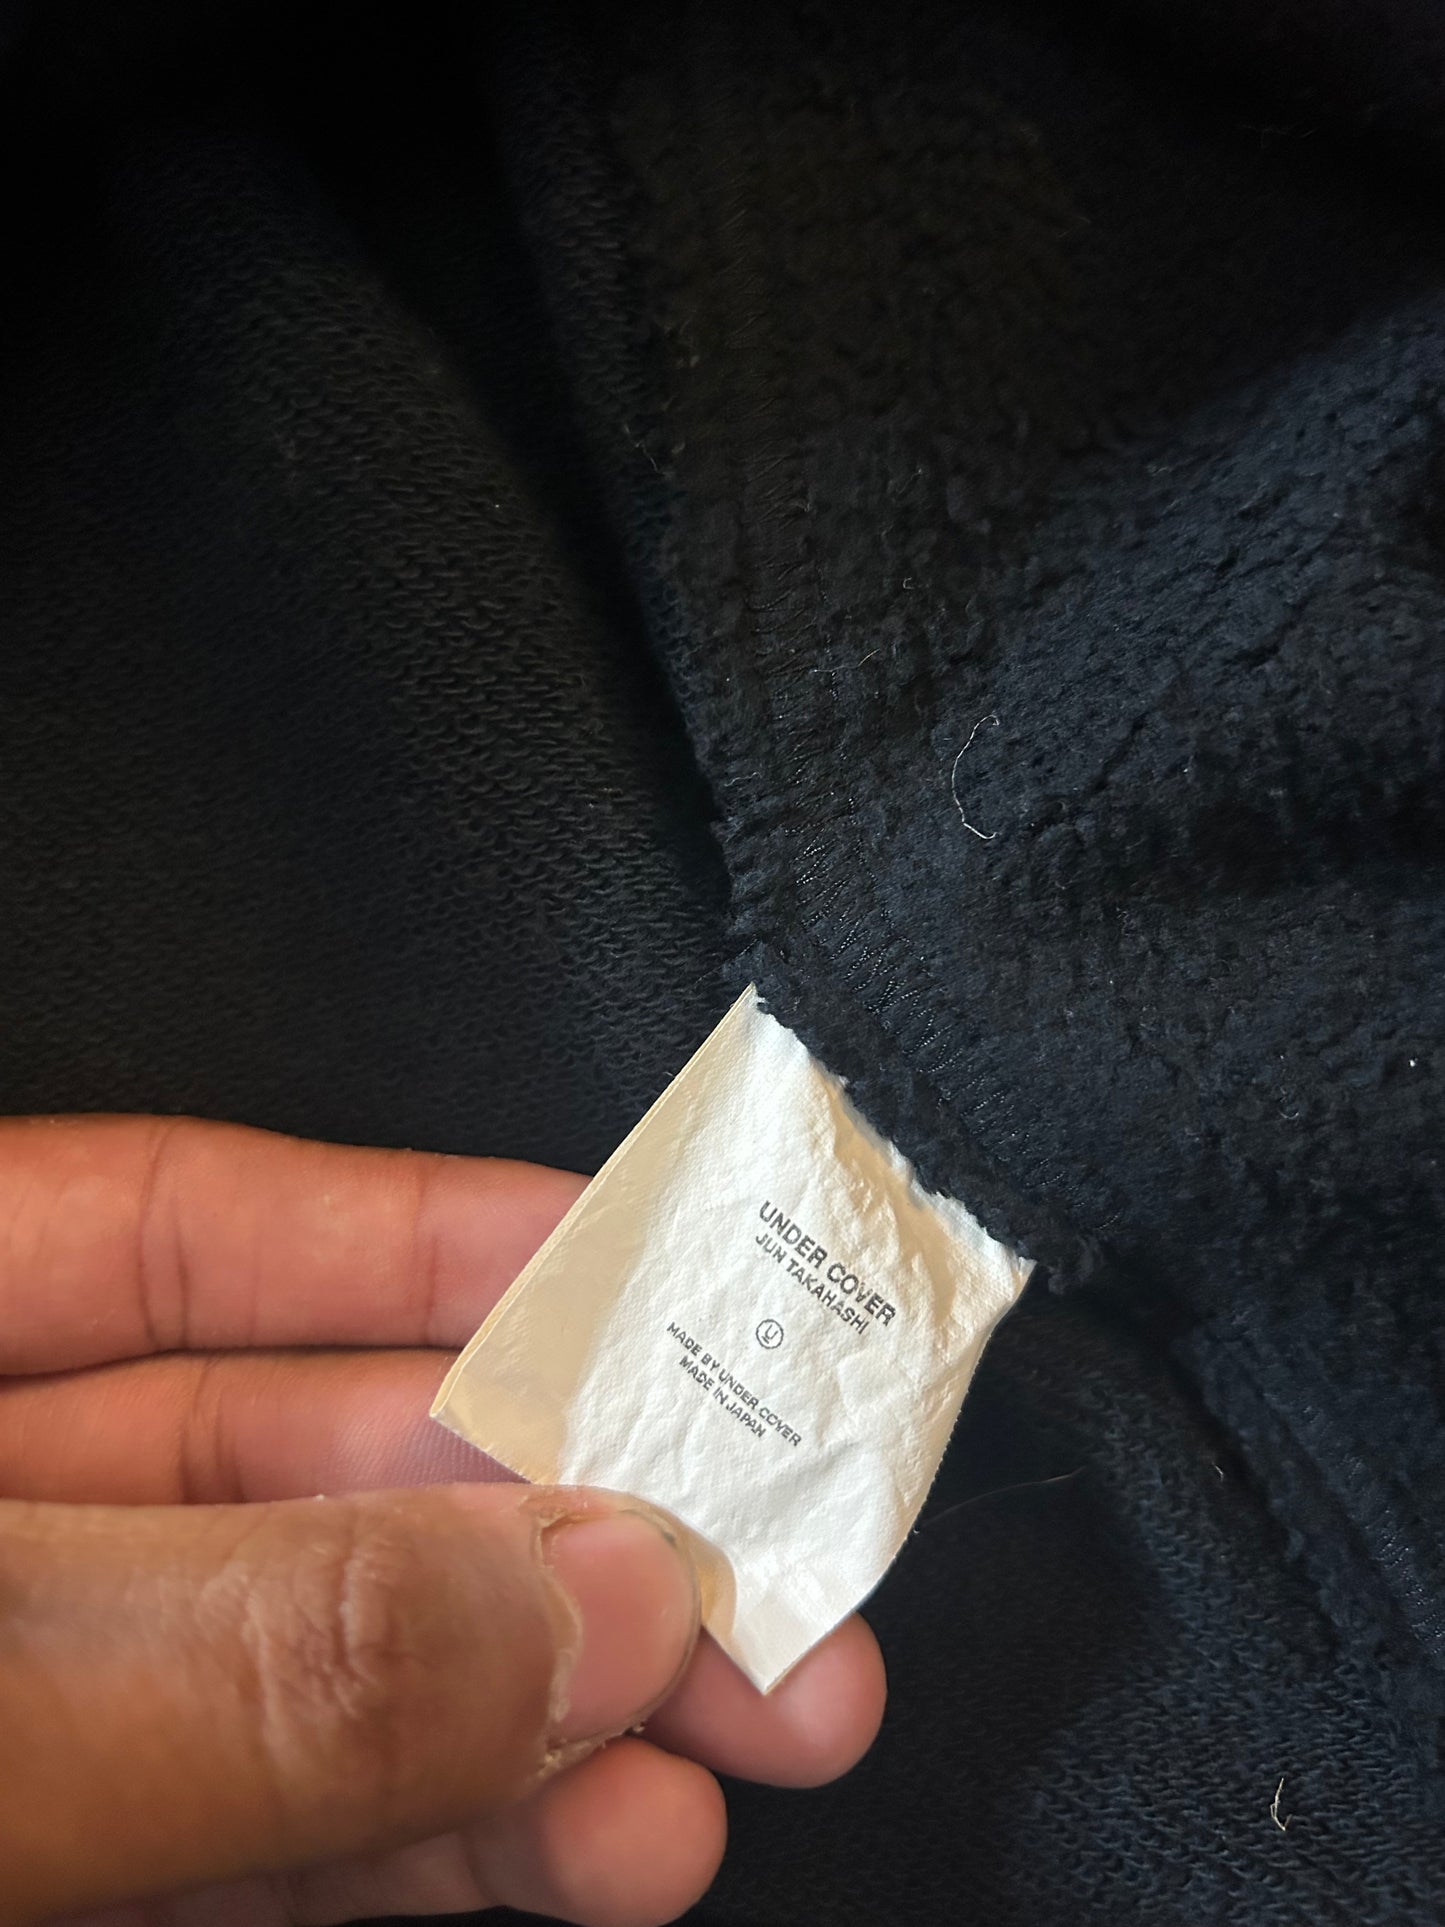 UNDER COVER
JUN TAKAHASHI
U
MADE BY UNDER COVER
MADE IN JAPAN